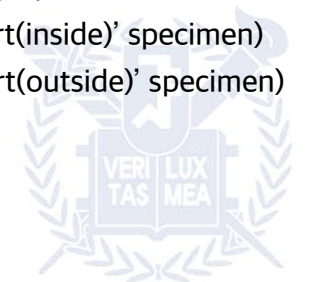 rt(inside)’ specimen)
rt(outside)’ specimen)
VERI LUX
TAS MEA